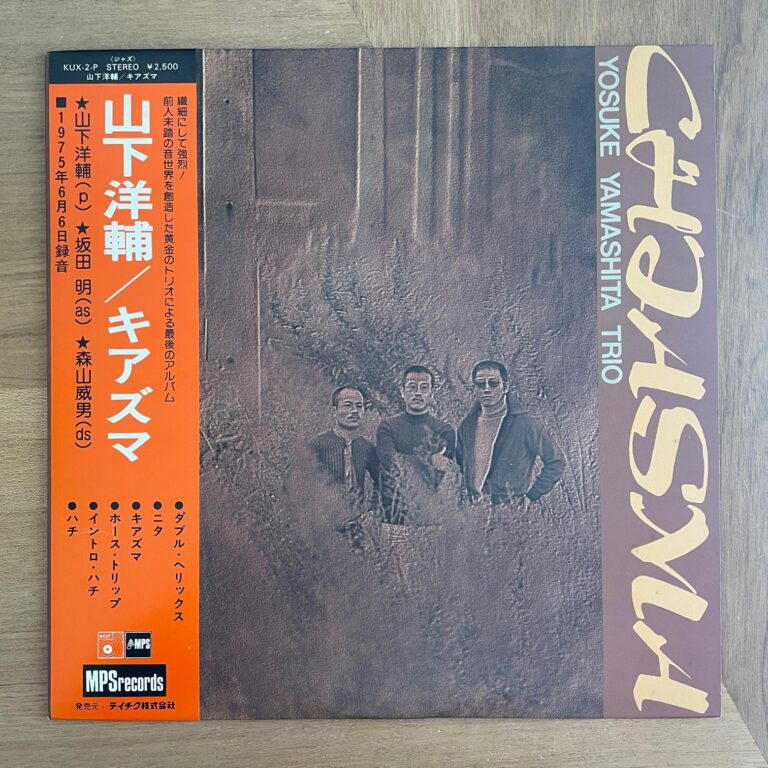 〈ジャズ〉
KUX-2-P STEREO ¥2,500
山下洋輔／キアズマ
繊細にして強烈！
前人未踏の音世界を創造した黄金のトリオによる最後のアルバム
山下洋輔／キアズマ
★山下洋輔(p) ★坂田 明(as) ★森山威男(ds)
■1975年6月6日録音
●ダブル・ヘリックス
●ニタ
●キアズマ
●ホース・トリップ
●イントロ・ハチ
●ハチ
BASF
MPS
MPSrecords
発売元・テイチク株式会社
CHIASMA
YOSUKE YAMASHITA TRIO